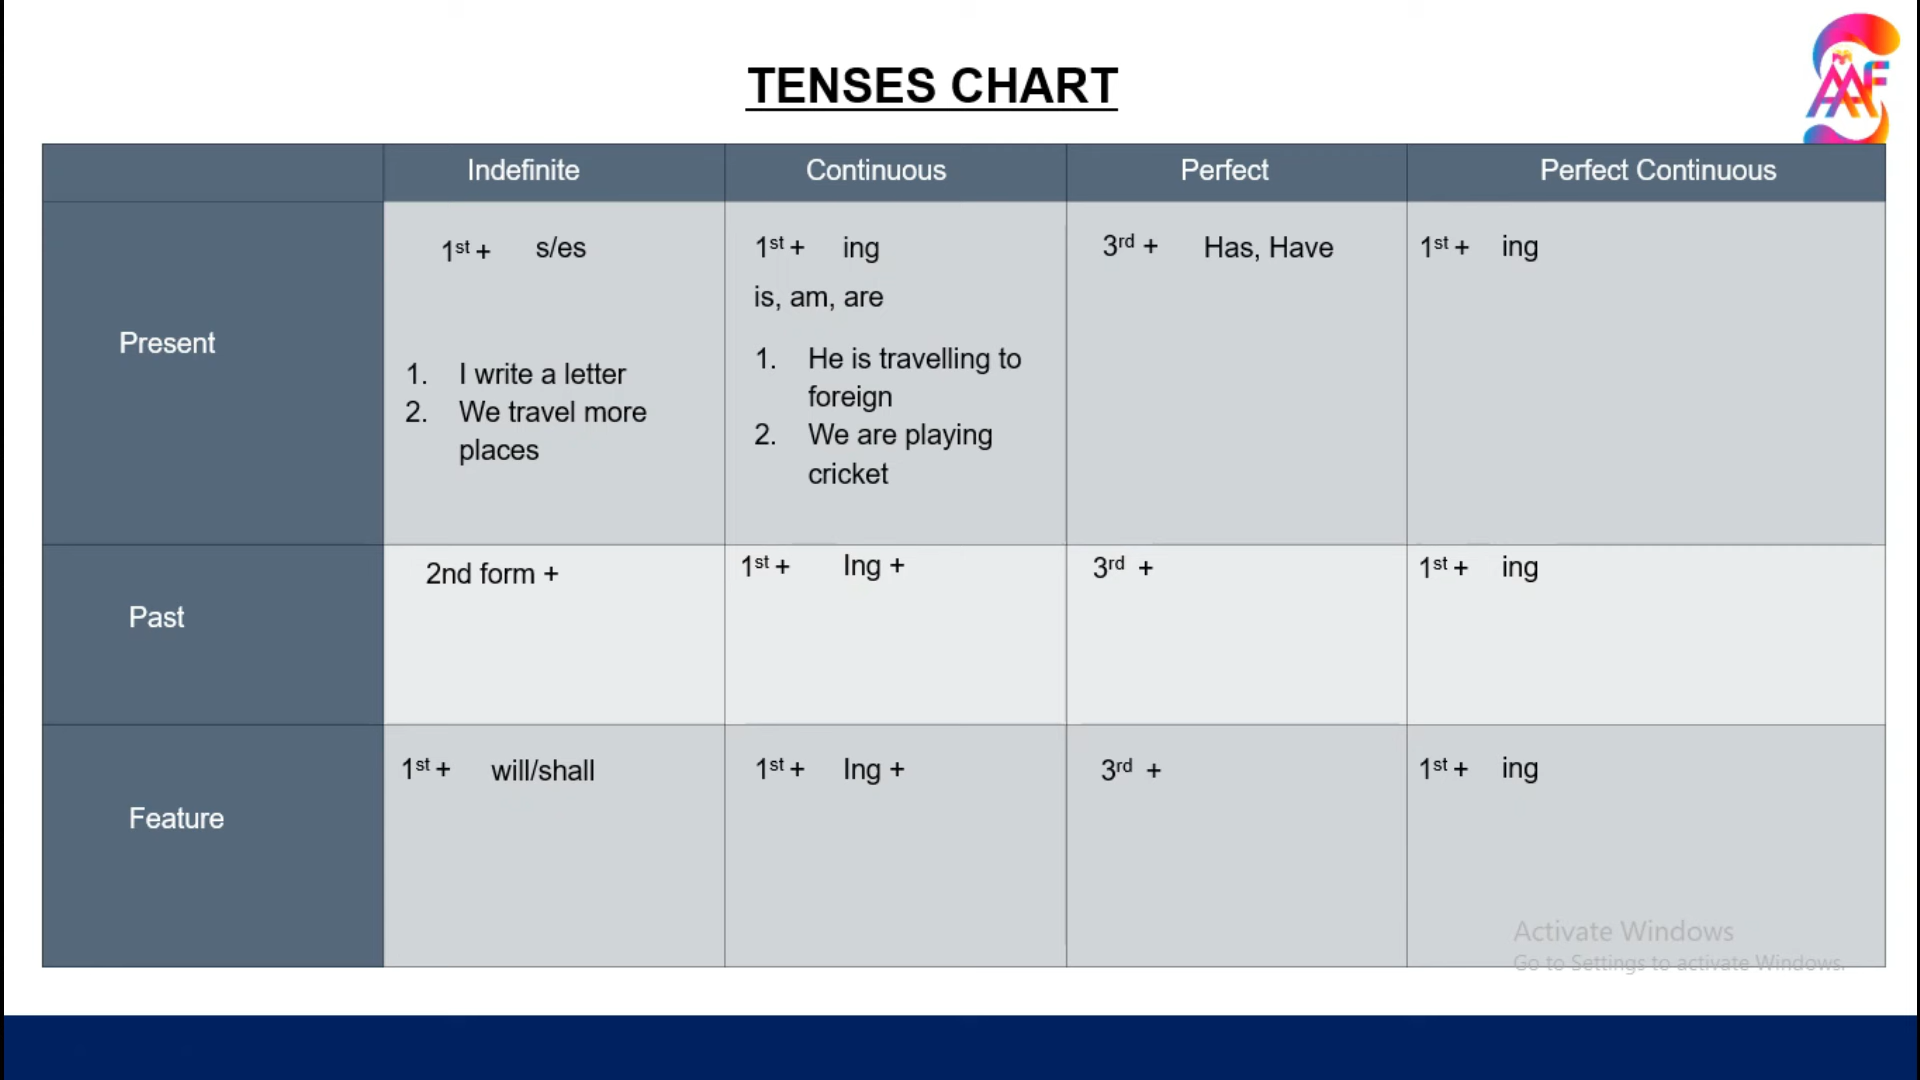 TENSES CHART
AAAF
Indefinite Continuous Perfect Perfect Continuous
Present
1st + s/es
1. I write a letter
2. We travel more
places
1st + ing
is, am, are
1. He is travelling to
foreign
2. We are playing
cricket
3rd + Has, Have
1st + ing
Past
2nd form +
1st + Ing +
3rd +
1st + ing
Feature
1st + will/shall
1st + Ing +
3rd +
1st + ing
Activate Windows
Go to Settings to activate Windows.